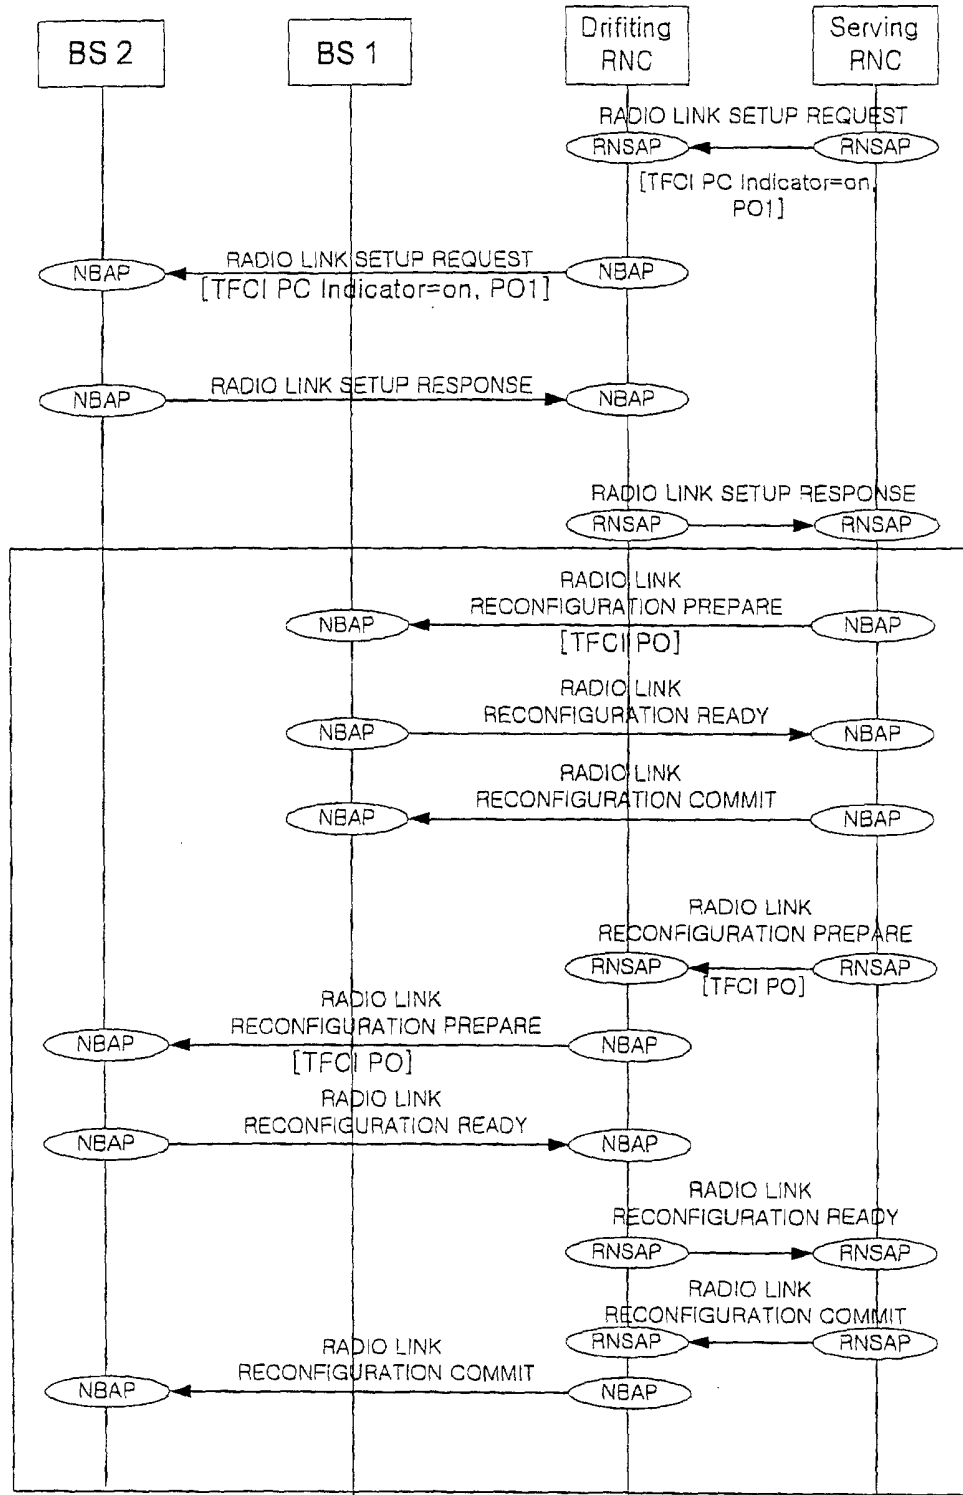 BS 2
BS 1
Drifiting
RNC
Serving
RNC
RADIO LINK SETUP REQUEST
RNSAP
RNSAP
[TFCI PC Indicator=on,
PO1]
RADIO LINK SETUP REQUEST
NBAP
NBAP
[TFCI PC Indicator=on, PO1]
RADIO LINK SETUP RESPONSE
NBAP
NBAP
RADIO LINK SETUP RESPONSE
RNSAP
RNSAP
RADIO LINK
RECONFIGURATION PREPARE
NBAP
NBAP
[TFCI PO]
RADIO LINK
RECONFIGURATION READY
NBAP
NBAP
RADIO LINK
RECONFIGURATION COMMIT
NBAP
NBAP
RADIO LINK
RECONFIGURATION PREPARE
RNSAP
RNSAP
[TFCI PO]
RADIO LINK
RECONFIGURATION PREPARE
NBAP
NBAP
[TFCI PO]
RADIO LINK
RECONFIGURATION READY
NBAP
NBAP
RADIO LINK
RECONFIGURATION READY
RNSAP
RNSAP
RADIO LINK
RECONFIGURATION COMMIT
RNSAP
RNSAP
RADIO LINK
RECONFIGURATION COMMIT
NBAP
NBAP